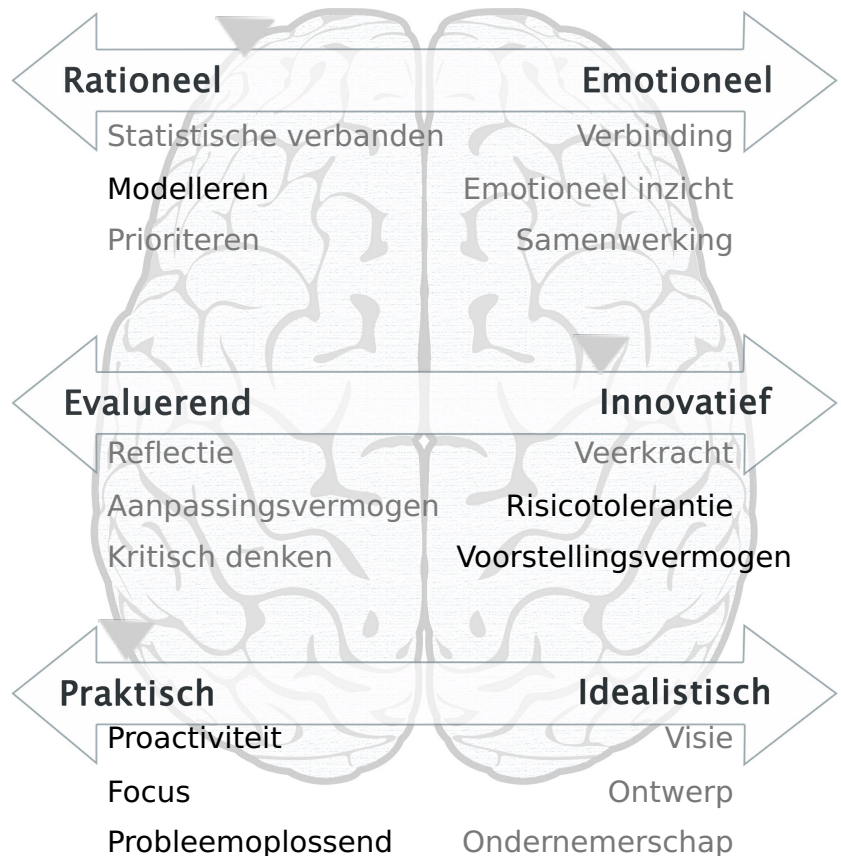 Rationeel Emotioneel
Statistische verbanden Verbinding
Modelleren Emotioneel inzicht
Prioriteren Samenwerking
Evaluerend Innovatief
Reflectie Veerkracht
Aanpassingsvermogen Risicotolerantie
Kritisch denken Voorstellingsvermogen
Praktisch Idealistisch
Proactiviteit Visie
Focus Ontwerp
Probleemoplossend Ondernemerschap